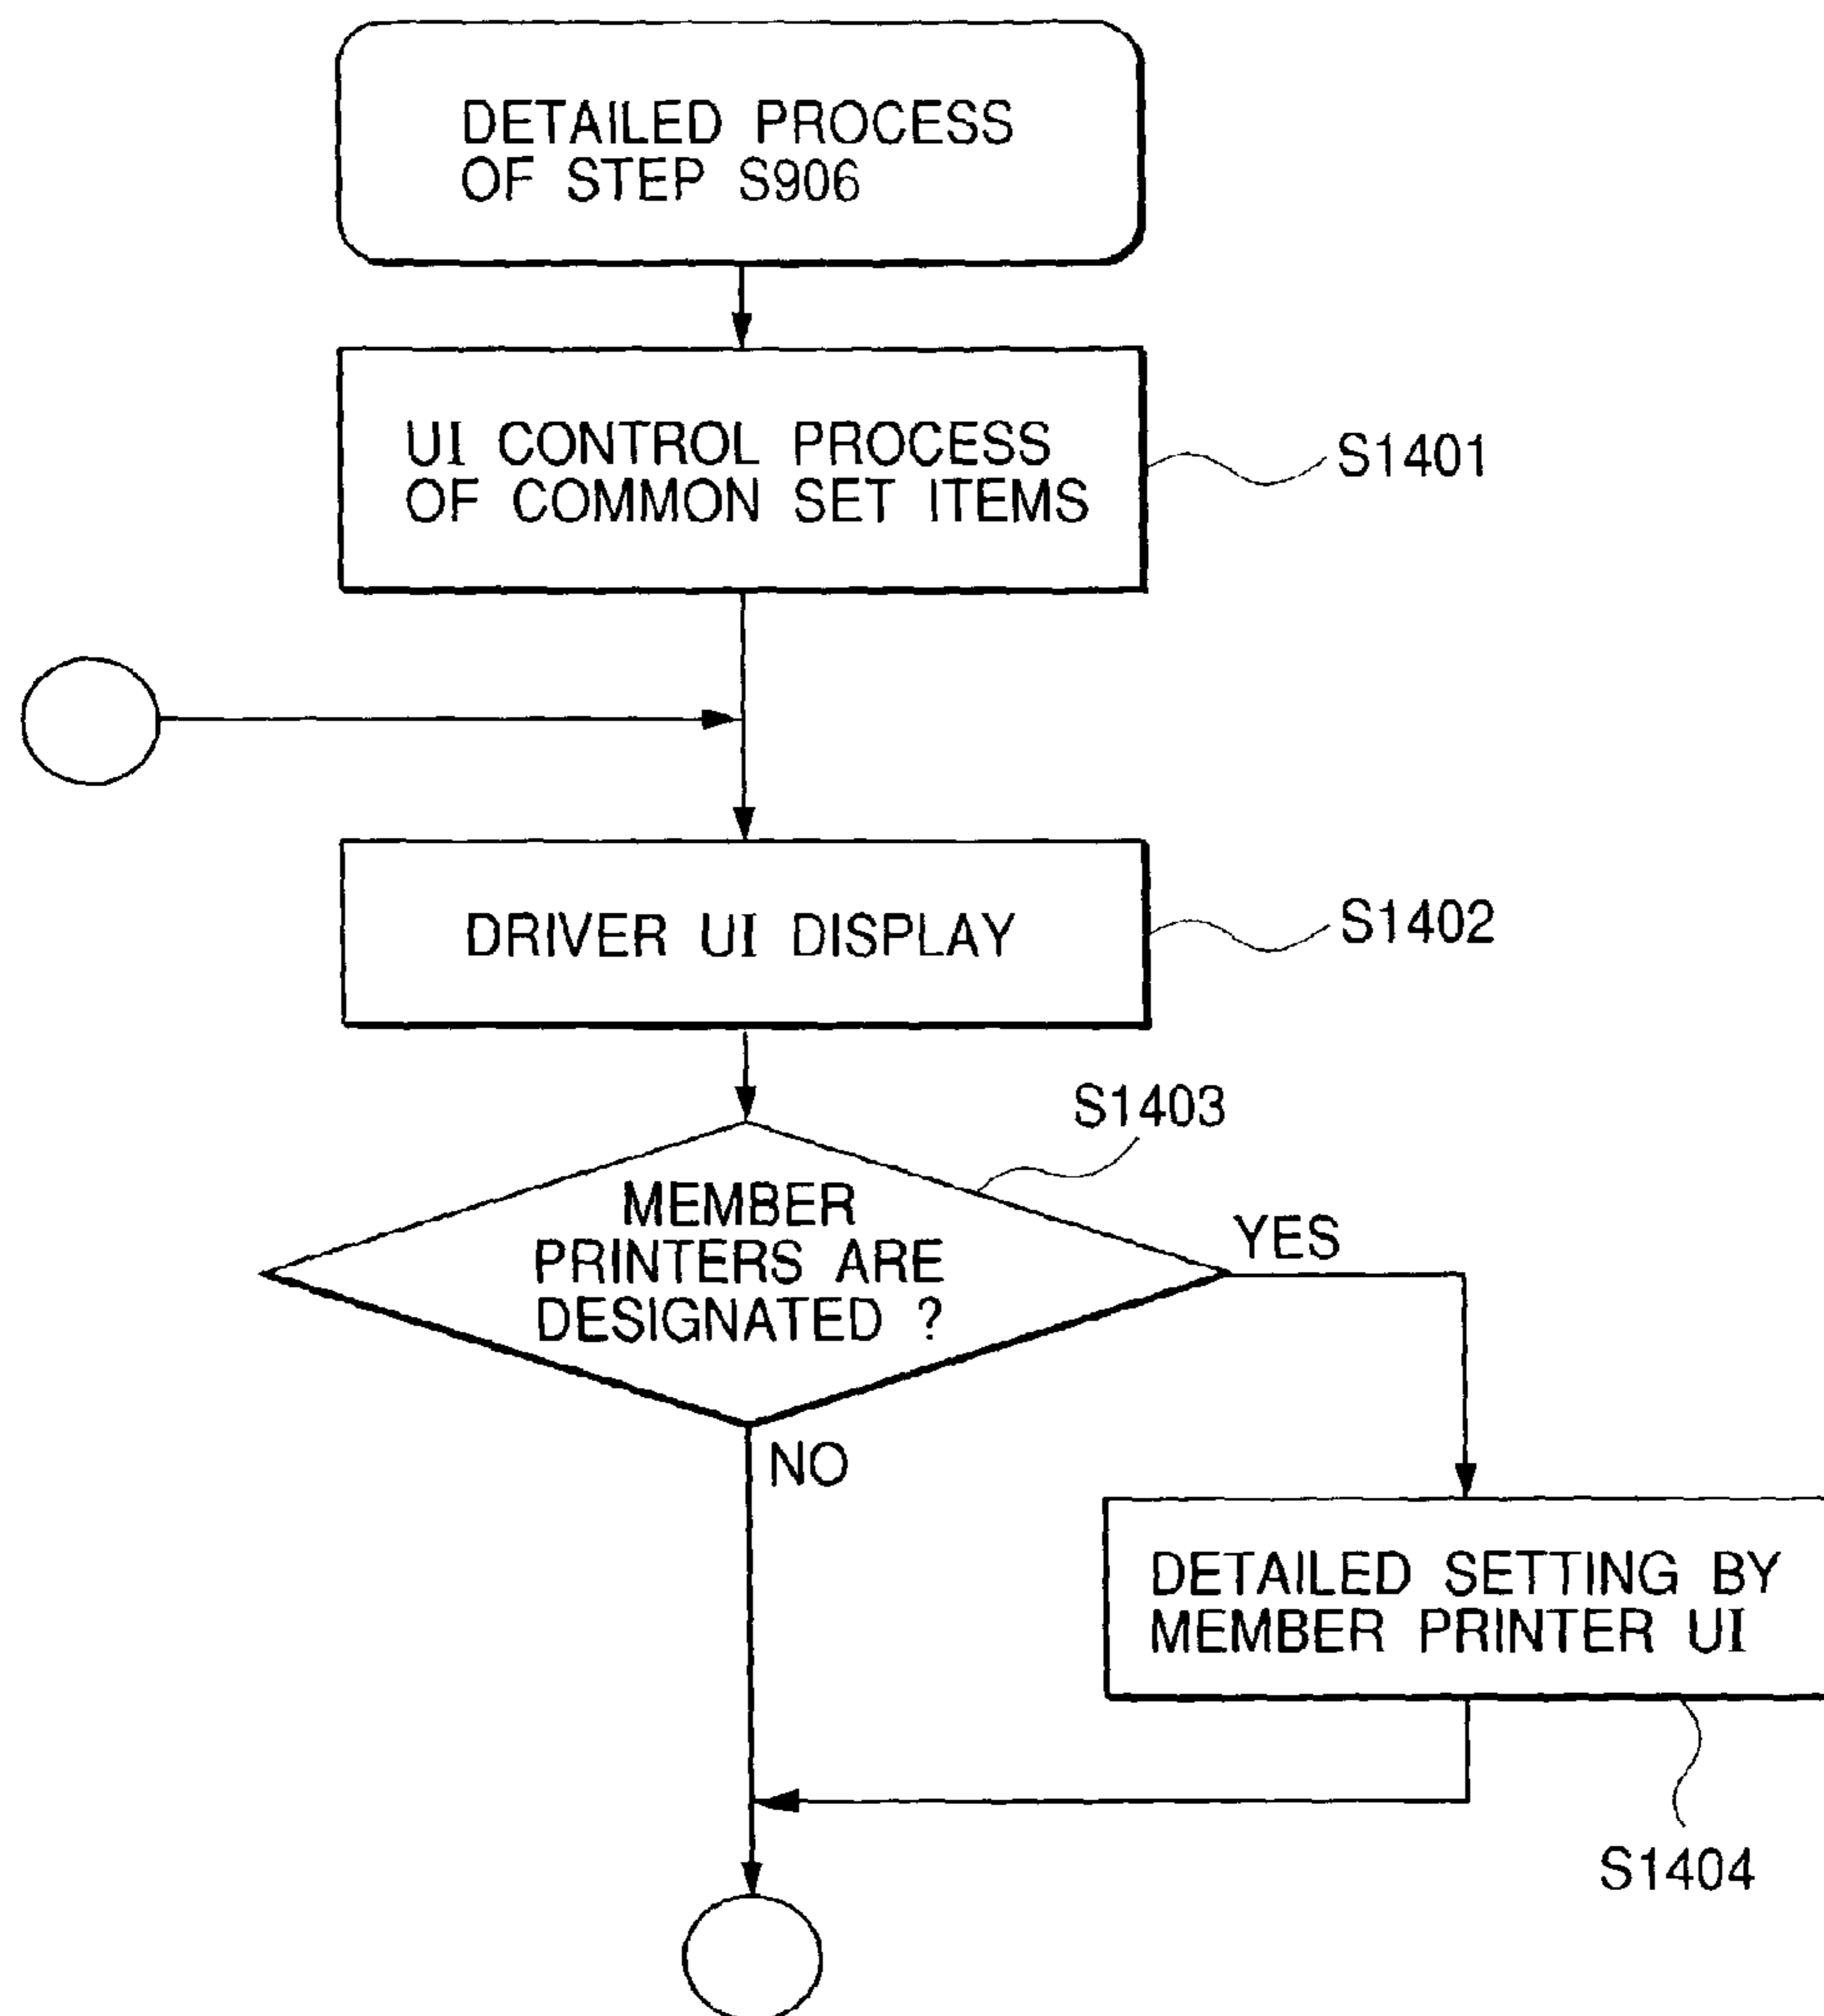 DETAILED PROCESS
OF STEP S906
UI CONTROL PROCESS
OF COMMON SET ITEMS
S1401
DRIVER UI DISPLAY
S1402
S1403
MEMBER
PRINTERS ARE
DESIGNATED ?
YES
NO
DETAILED SETTING BY
MEMBER PRINTER UI
S1404